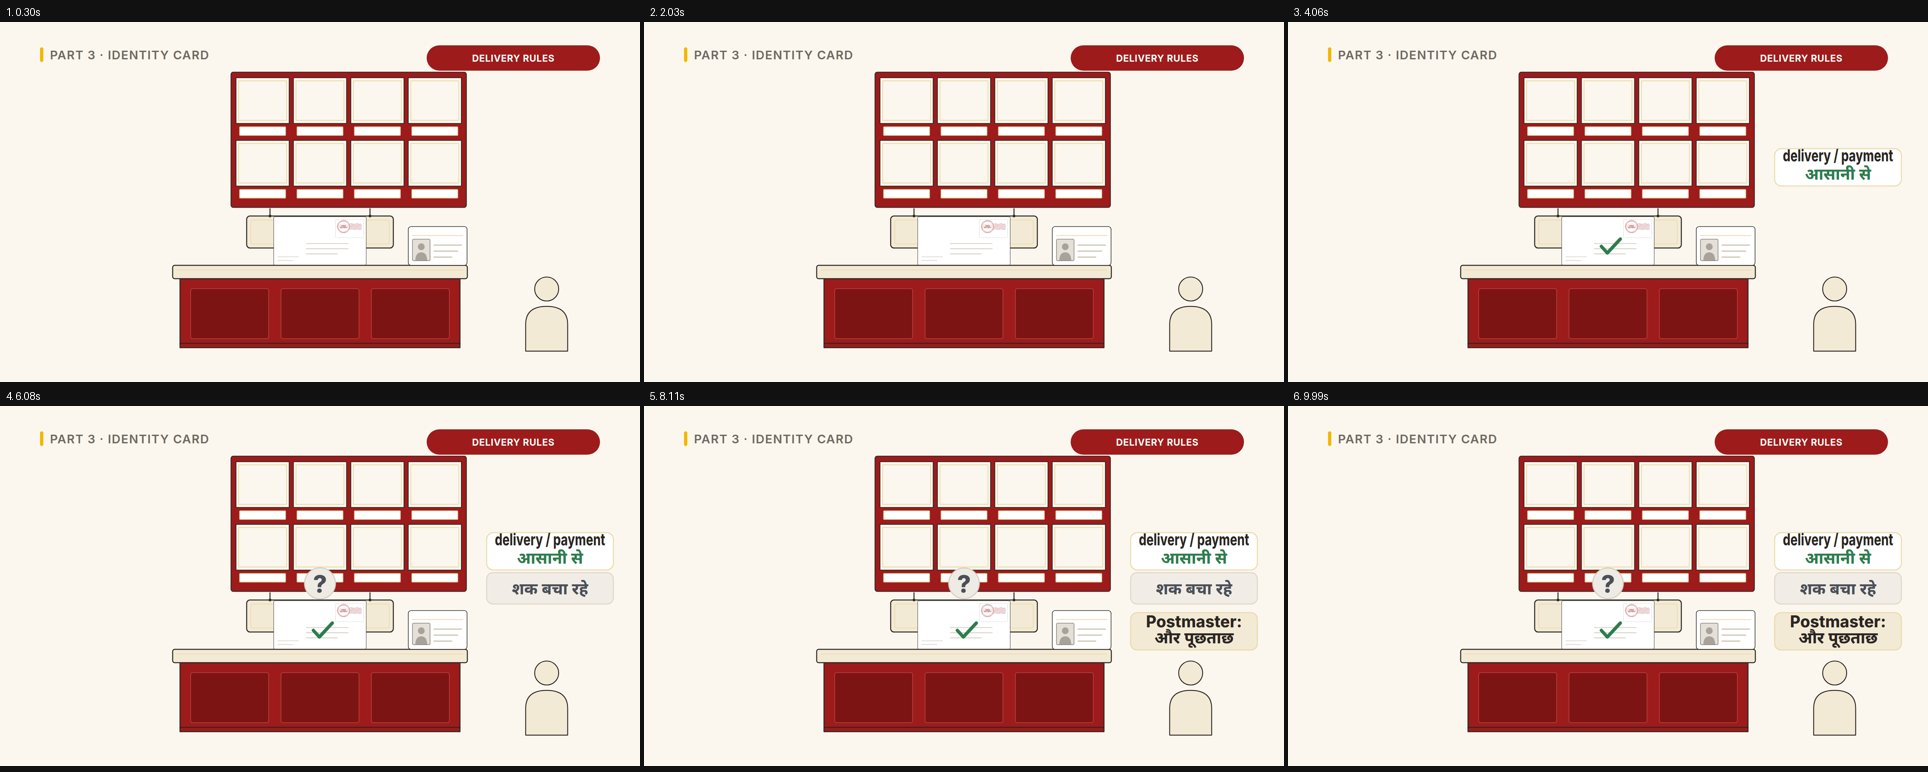 1. 0.30s
PART 3 · IDENTITY CARD
DELIVERY RULES
2. 2.03s
PART 3 · IDENTITY CARD
DELIVERY RULES
3. 4.06s
PART 3 · IDENTITY CARD
DELIVERY RULES
delivery / payment
आसानी से
4. 6.08s
PART 3 · IDENTITY CARD
DELIVERY RULES
delivery / payment
आसानी से
शक बचा रहे
?
5. 8.11s
PART 3 · IDENTITY CARD
DELIVERY RULES
delivery / payment
आसानी से
शक बचा रहे
?
Postmaster:
और पूछताछ
6. 9.99s
PART 3 · IDENTITY CARD
DELIVERY RULES
delivery / payment
आसानी से
शक बचा रहे
?
Postmaster:
और पूछताछ